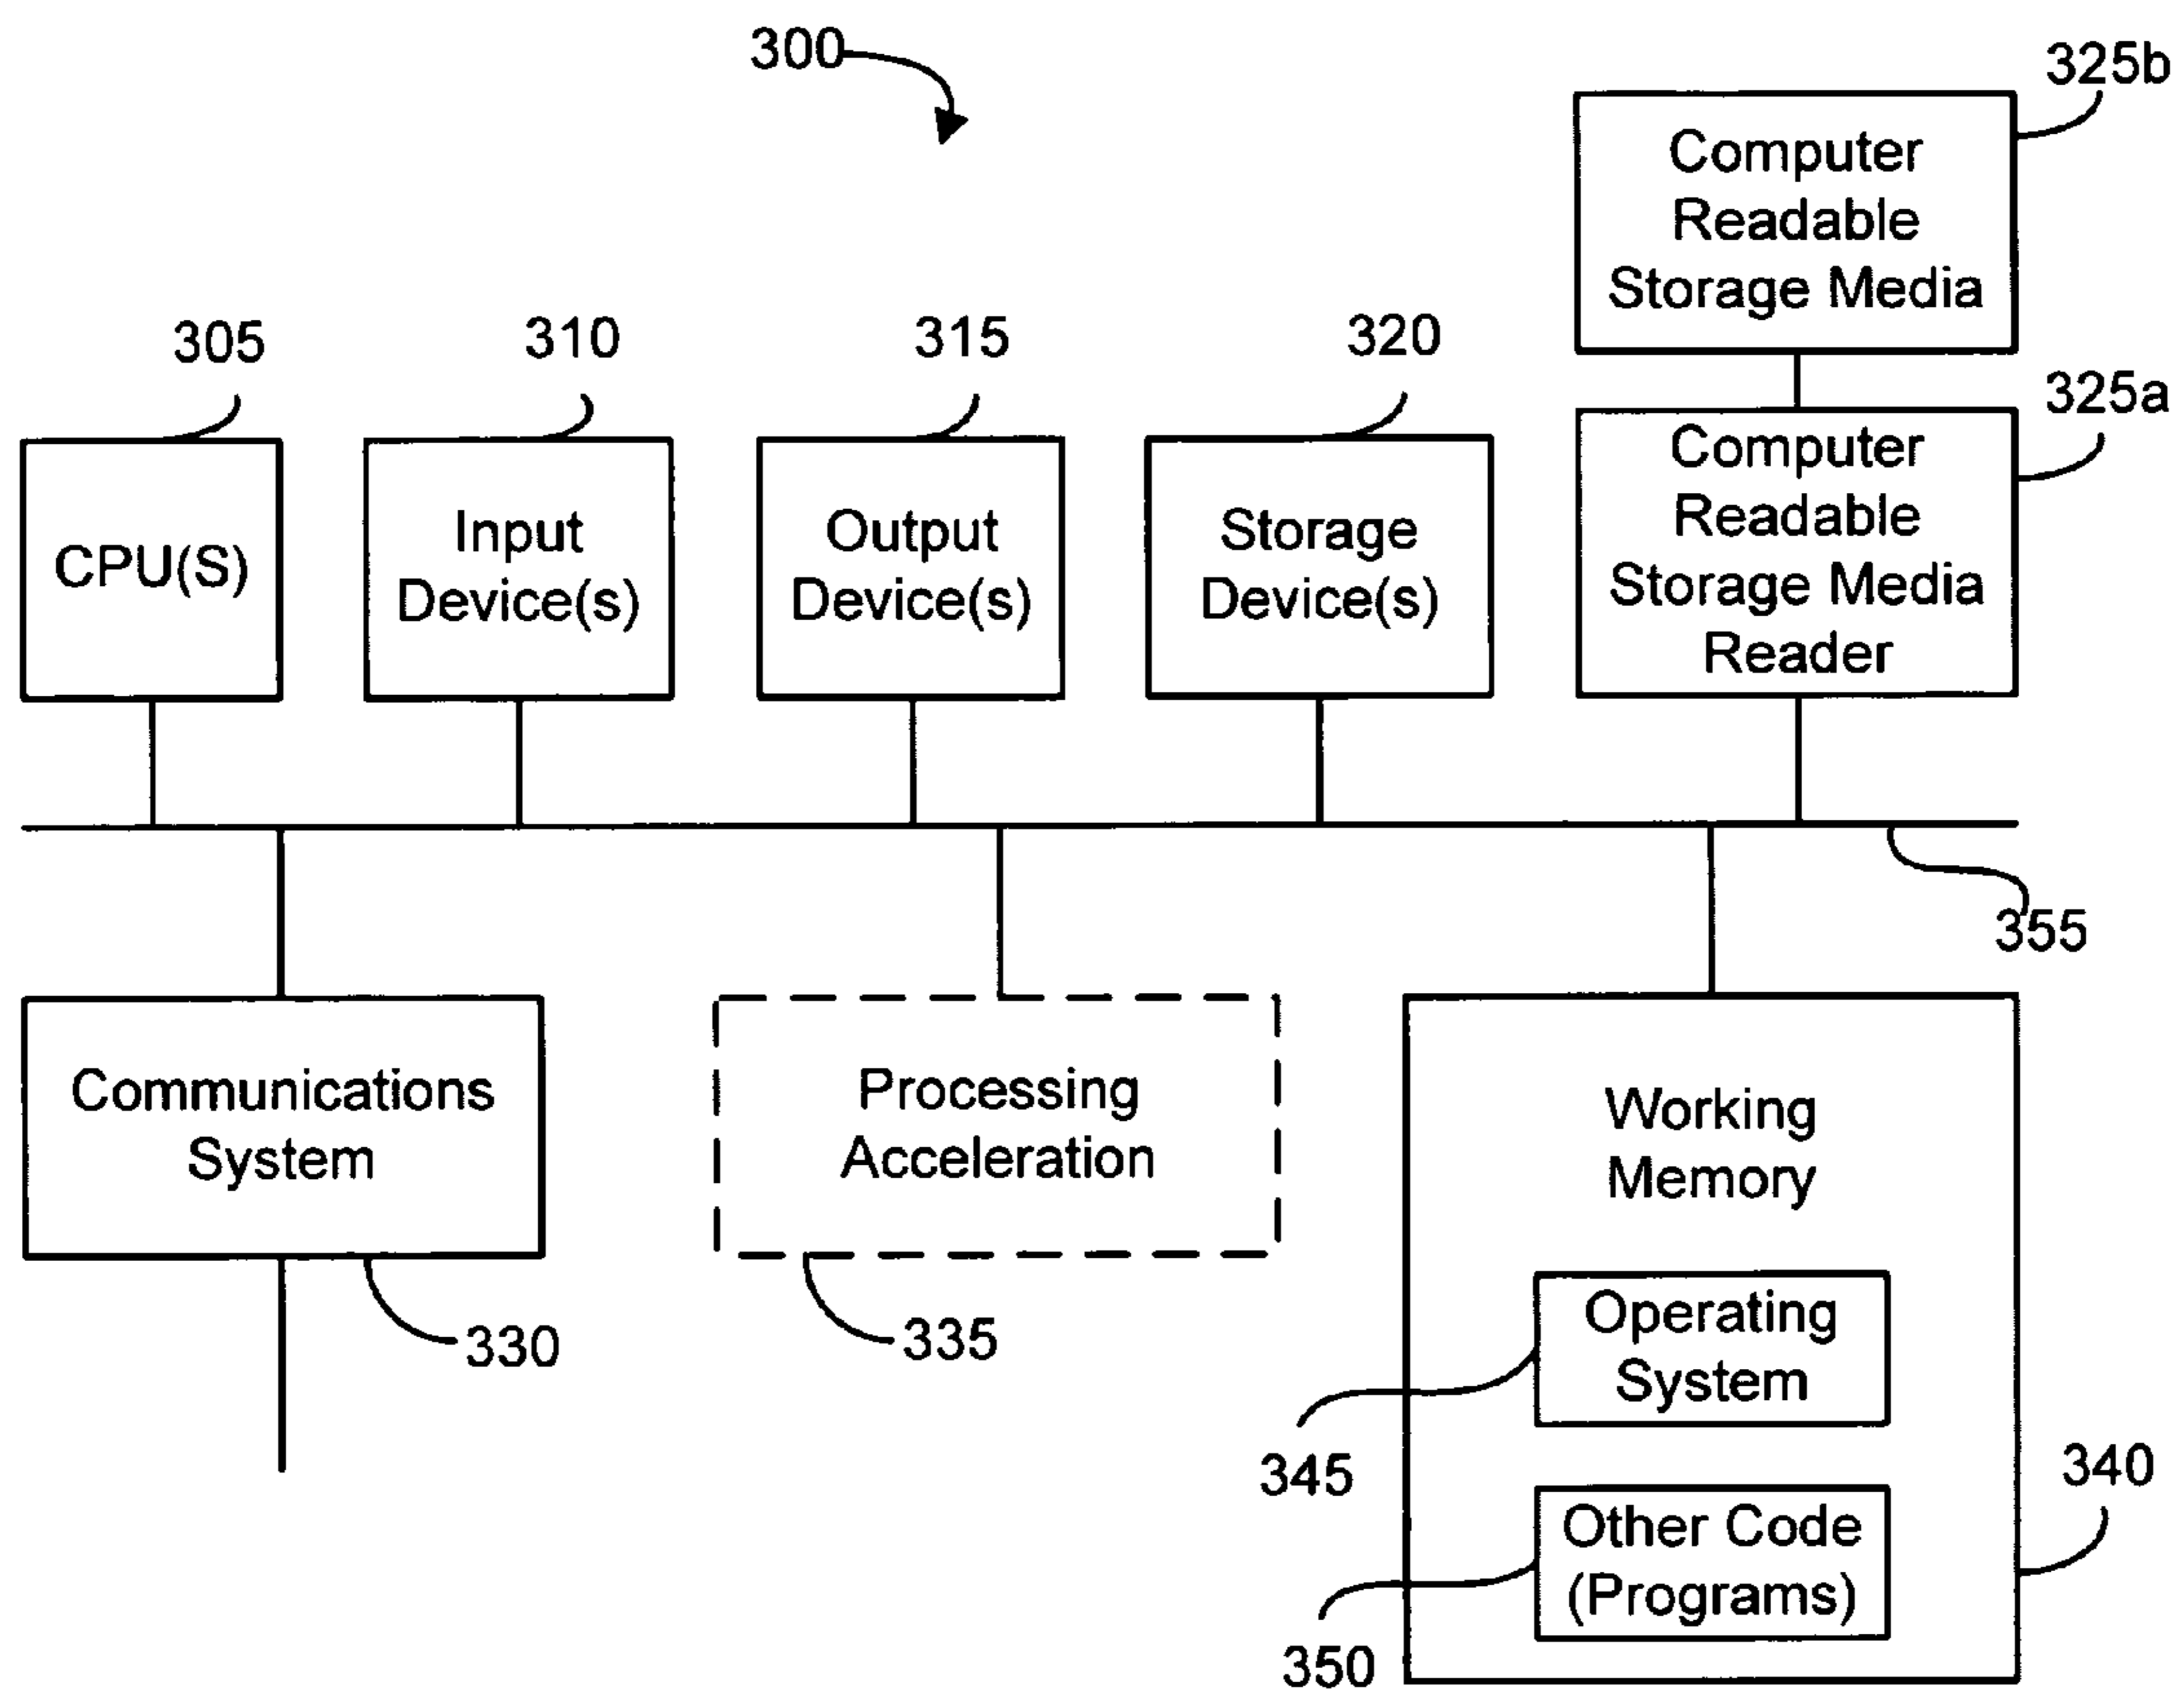 300
325b
Computer
Readable
Storage Media
305
310
315
320
325a
CPU(S)
Input
Device(s)
Output
Device(s)
Storage
Device(s)
Computer
Readable
Storage Media
Reader
355
Communications
System
330
Processing
Acceleration
335
Working
Memory
Operating
System
345
Other Code
(Programs)
340
350